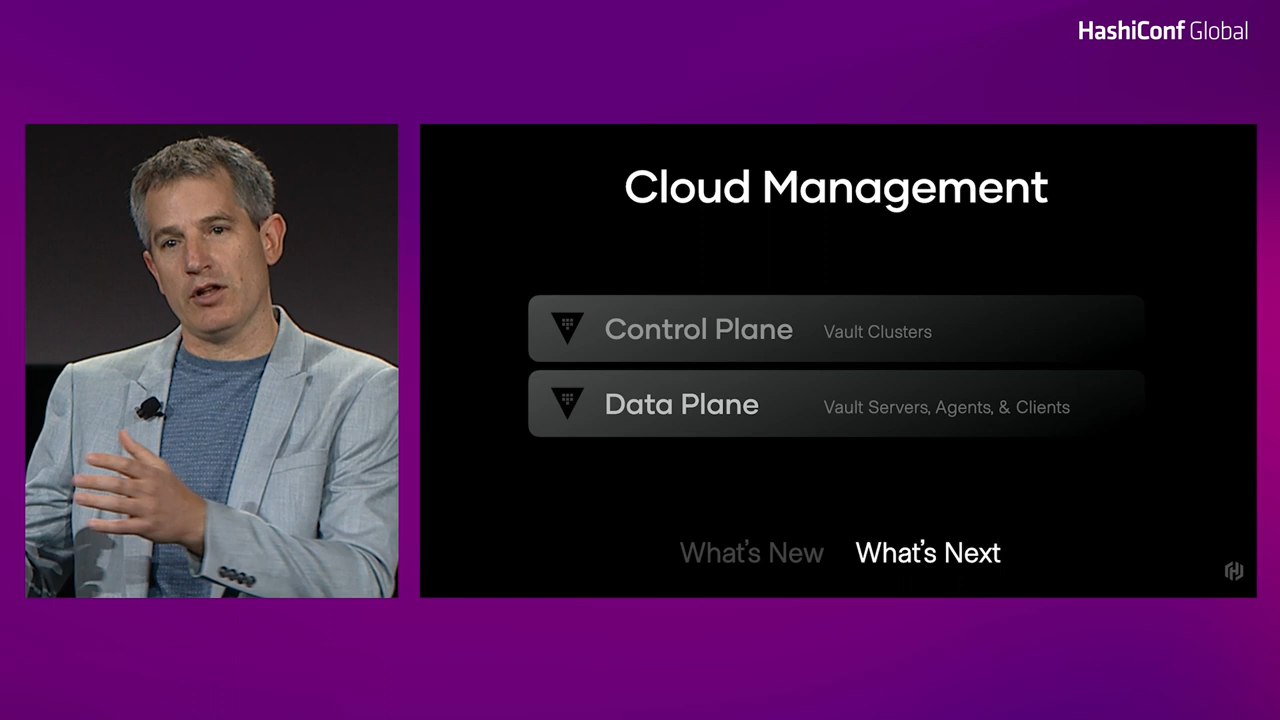 HashiConf Global
Cloud Management
Control Plane Vault Clusters
Data Plane Vault Servers, Agents, & Clients
What's New What's Next